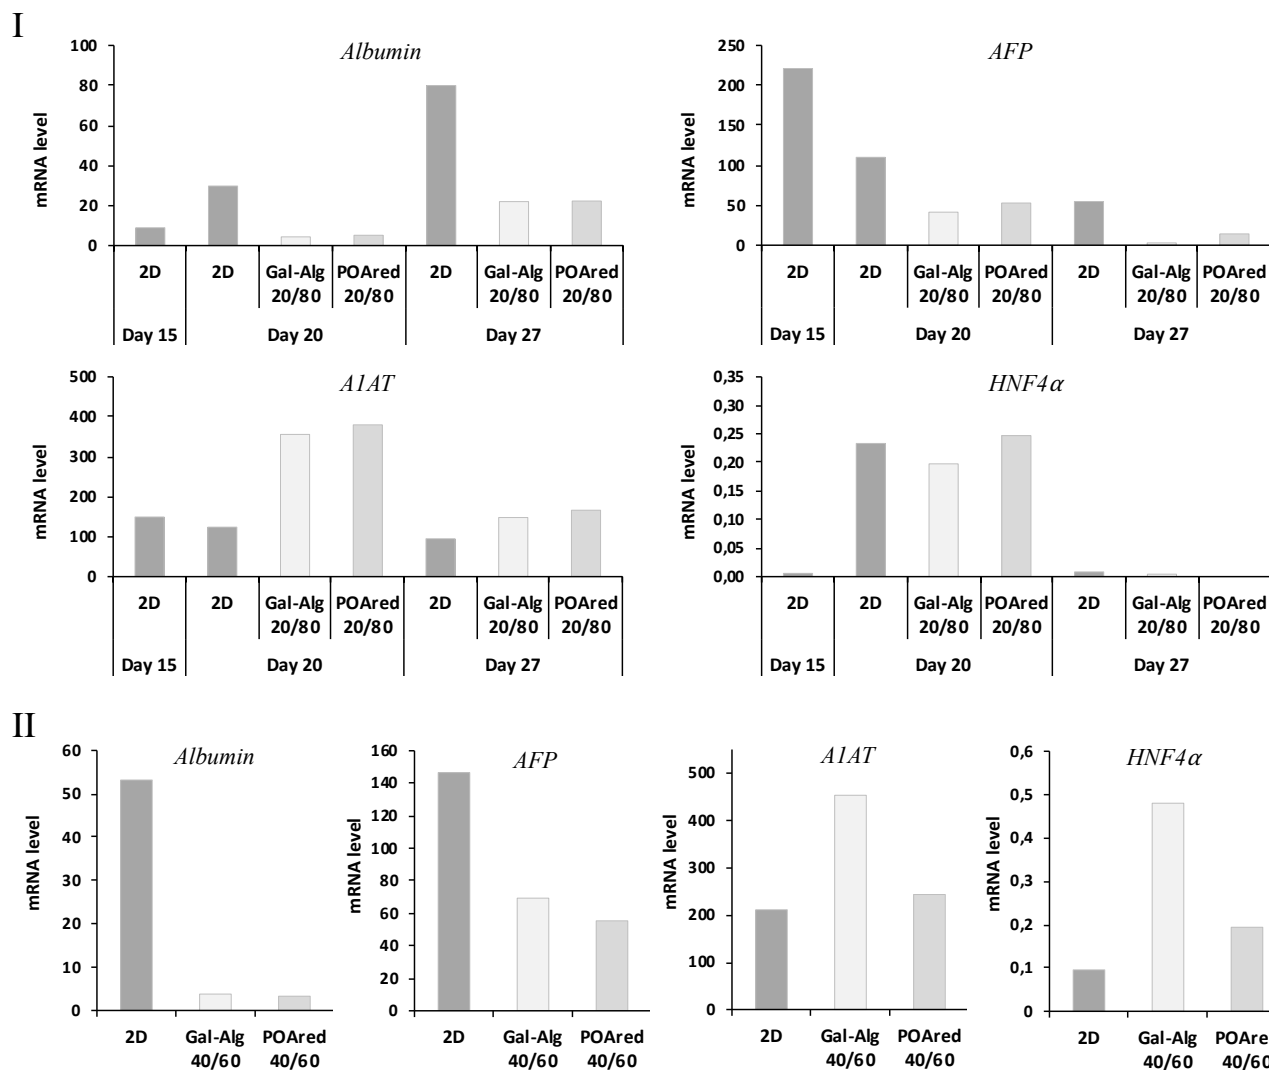 I
Albumin
mRNA level
100
80
60
40
20
0
2D 2D Gal-Alg 20/80 POAred 20/80 2D Gal-Alg 20/80 POAred 20/80
Day 15 Day 20 Day 27
AFP
mRNA level
250
200
150
100
50
0
2D 2D Gal-Alg 20/80 POAred 20/80 2D Gal-Alg 20/80 POAred 20/80
Day 15 Day 20 Day 27
A1AT
mRNA level
500
400
300
200
100
0
2D 2D Gal-Alg 20/80 POAred 20/80 2D Gal-Alg 20/80 POAred 20/80
Day 15 Day 20 Day 27
HNF4α
mRNA level
0,35
0,30
0,25
0,20
0,15
0,10
0,05
0,00
2D 2D Gal-Alg 20/80 POAred 20/80 2D Gal-Alg 20/80 POAred 20/80
Day 15 Day 20 Day 27
II
Albumin
mRNA level
60
50
40
30
20
10
0
2D Gal-Alg 40/60 POAred 40/60
AFP
mRNA level
160
140
120
100
80
60
40
20
0
2D Gal-Alg 40/60 POAred 40/60
A1AT
mRNA level
500
400
300
200
100
0
2D Gal-Alg 40/60 POAred 40/60
HNF4α
mRNA level
0,6
0,5
0,4
0,3
0,2
0,1
0
2D Gal-Alg 40/60 POAre 40/60